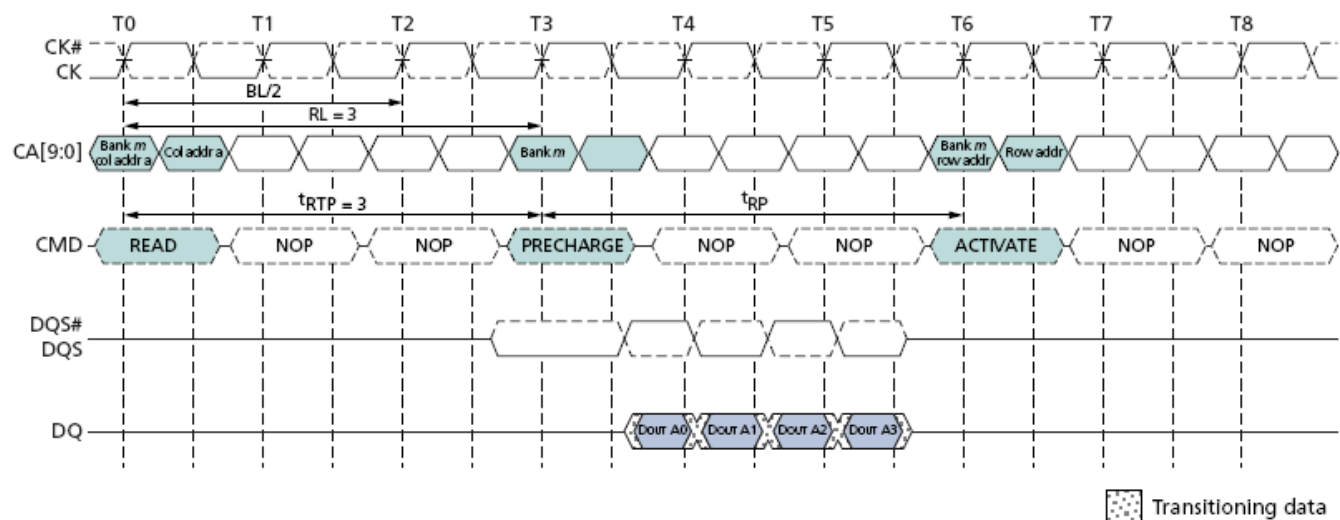 T0 T1 T2 T3 T4 T5 T6 T7 T8
CK#
CK
BL/2
RL = 3
CA[9:0] Bank m col addr a Col addr a Bank m Bank m row addr Row addr
tRTP = 3 tRP
CMD READ NOP NOP PRECHARGE NOP NOP ACTIVATE NOP NOP
DQS#
DQS
DQ DOUT A0 DOUT A1 DOUT A2 DOUT A3
Transitioning data